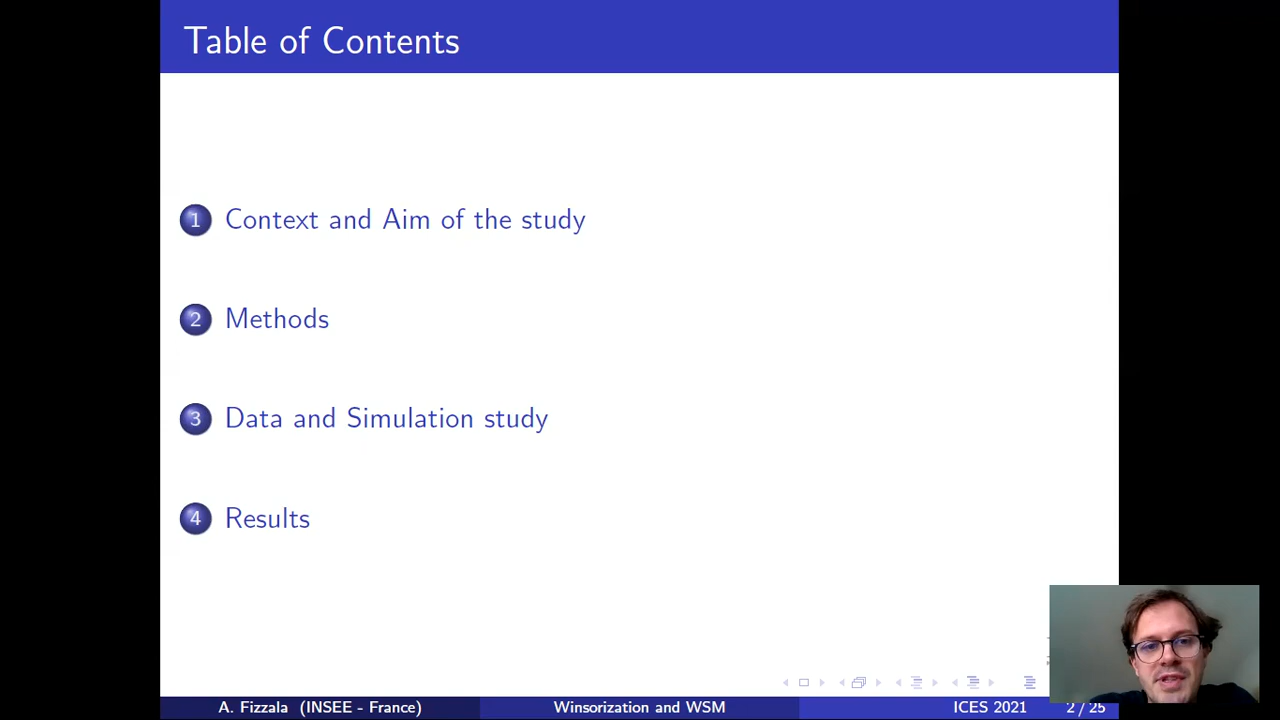 Table of Contents
1 Context and Aim of the study
2 Methods
3 Data and Simulation study
4 Results
A. Fizzala (INSEE - France) Winsorization and WSM ICES 2021 2 / 25